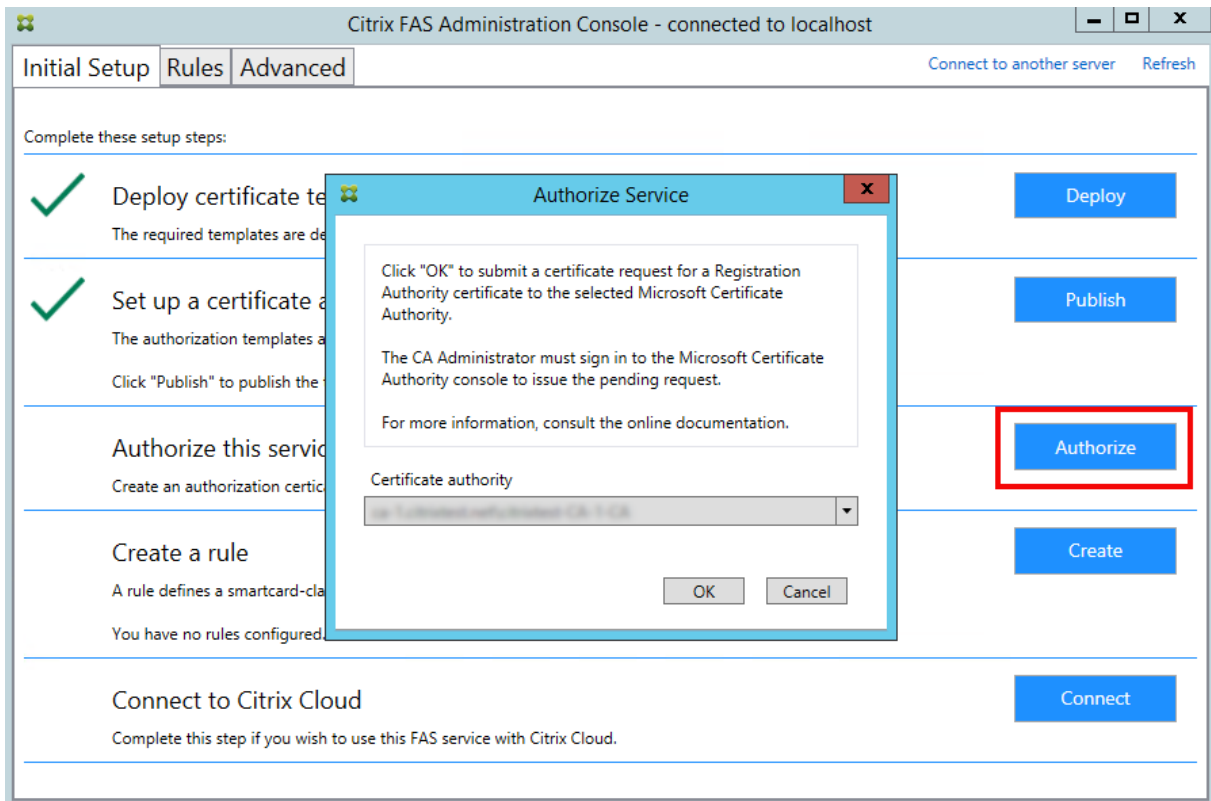 Citrix FAS Administration Console - connected to localhost
Initial Setup Rules Advanced
Connect to another server Refresh
Complete these setup steps:
Deploy certificate te
Deploy
The required templates are de
Set up a certificate a
Publish
The authorization templates a
Click "Publish" to publish the
Authorize this servic
Authorize
Create an authorization certic
Create a rule
Create
A rule defines a smartcard-cla
You have no rules configured.
Connect to Citrix Cloud
Connect
Complete this step if you wish to use this FAS service with Citrix Cloud.
Authorize Service
x
Click "OK" to submit a certificate request for a Registration
Authority certificate to the selected Microsoft Certificate
Authority.
The CA Administrator must sign in to the Microsoft Certificate
Authority console to issue the pending request.
For more information, consult the online documentation.
Certificate authority
OK Cancel